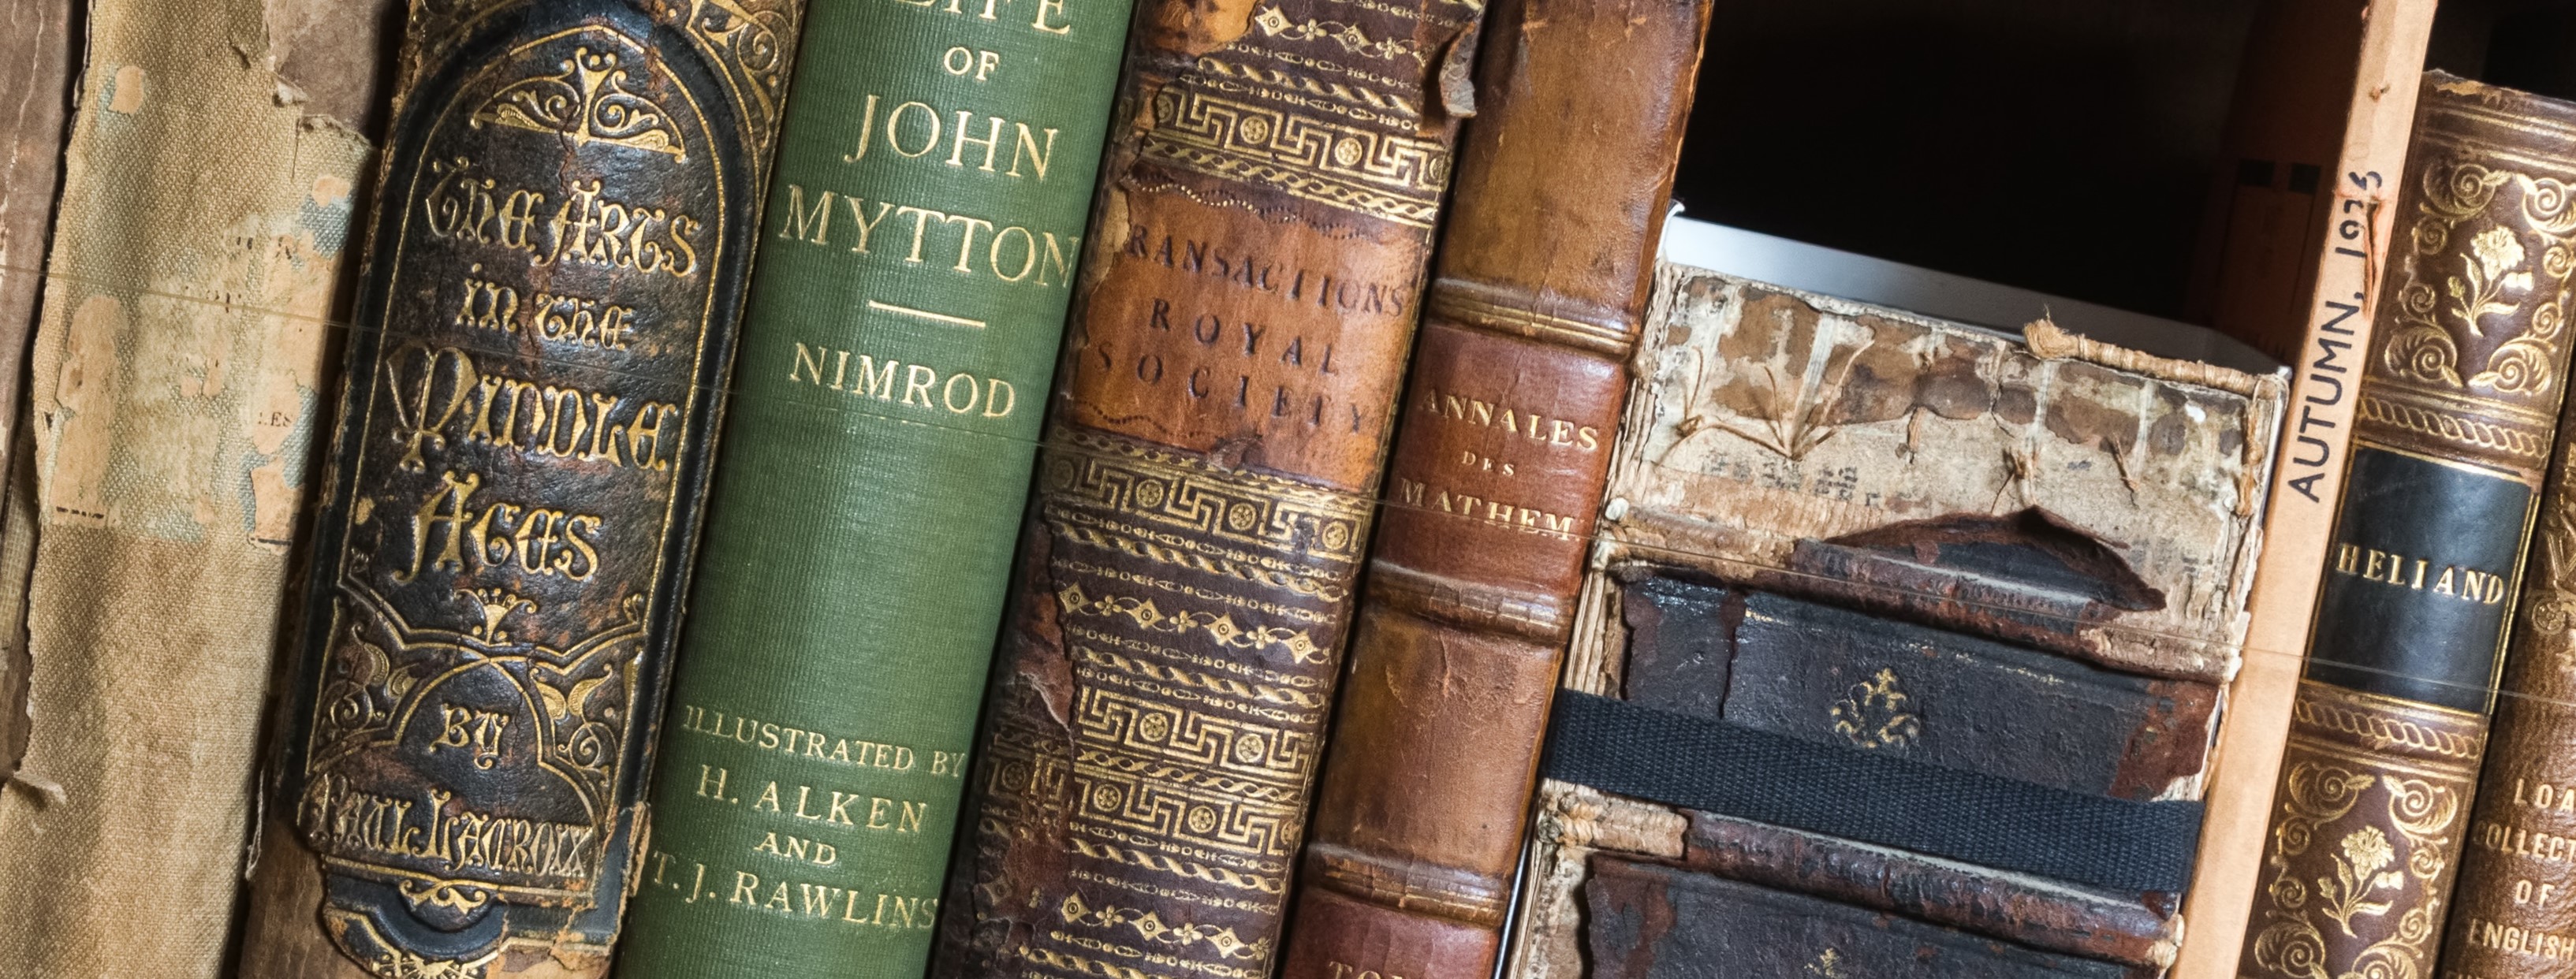 The Arts
in the
Middle
Ages
By
Paul Lacroix
LIFE
OF
JOHN
MYTTON
NIMROD
ILLUSTRATED BY
H. ALKEN
AND
T. J. RAWLINS
RANSACTIONS
ROYAL
SOCIETY
ANNALES
DES
MATHEM
AUTUMN, 1925
HELIAND
OF
ENGLISH